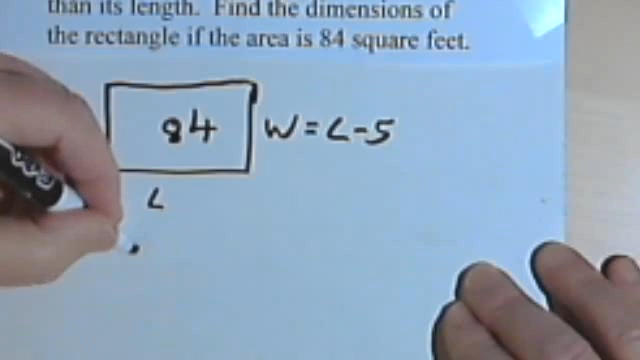 than its length. Find the dimensions of
the rectangle if the area is 84 square feet.
84 W = L - 5
L